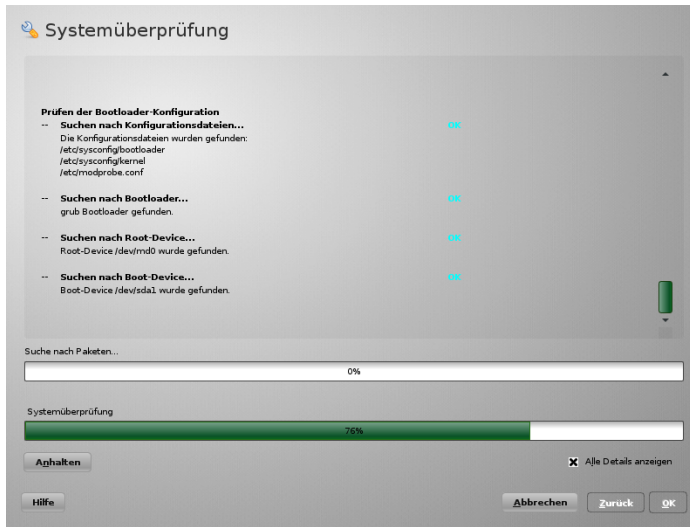 Systemüberprüfung
Prüfen der Bootloader-Konfiguration
-- Suchen nach Konfigurationsdateien... OK
Die Konfigurationsdateien wurden gefunden:
/etc/sysconfig/bootloader
/etc/sysconfig/kernel
/etc/modprobe.conf
-- Suchen nach Bootloader... OK
grub Bootloader gefunden.
-- Suchen nach Root-Device... OK
Root-Device /dev/md0 wurde gefunden.
-- Suchen nach Boot-Device... OK
Boot-Device /dev/sda1 wurde gefunden.
Suche nach Paketen...
0%
Systemüberprüfung
76%
Anhalten
Alle Details anzeigen
Hilfe
Abbrechen
Zurück
OK